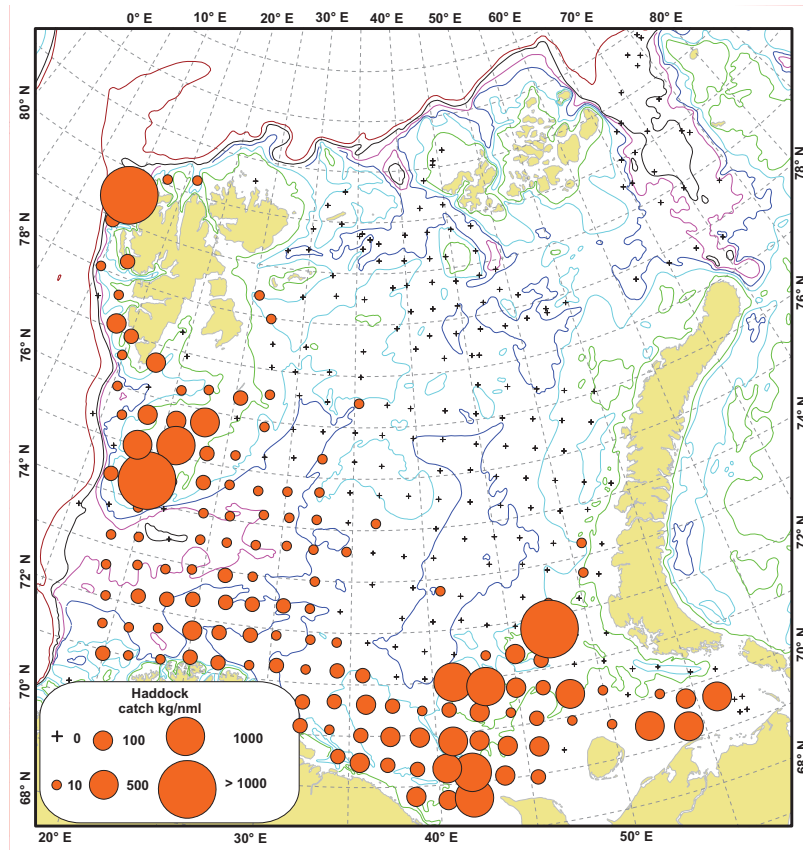 0° E 10° E 20° E 30° E 40° E 50° E 60° E 70° E 80° E
80° N
78° N
76° N
74° N
72° N
70° N
68° N
78° N
76° N
74° N
72° N
70° N
68° N
Haddock
catch kg/nml
0 100 1000
10 500 > 1000
20° E 30° E 40° E 50° E